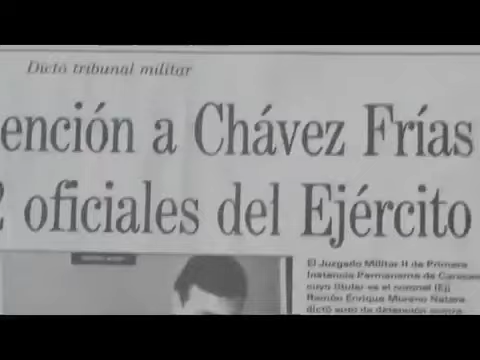 Dictó tribunal militar
ención a Chávez Frías
2 oficiales del Ejército
El Juzgado Militar II de Primera
Instancia Permanente de Caracas
cuyo titular es el coronel (Ej)
Ramón Enrique Moreno Natera
dictó auto de detención contra